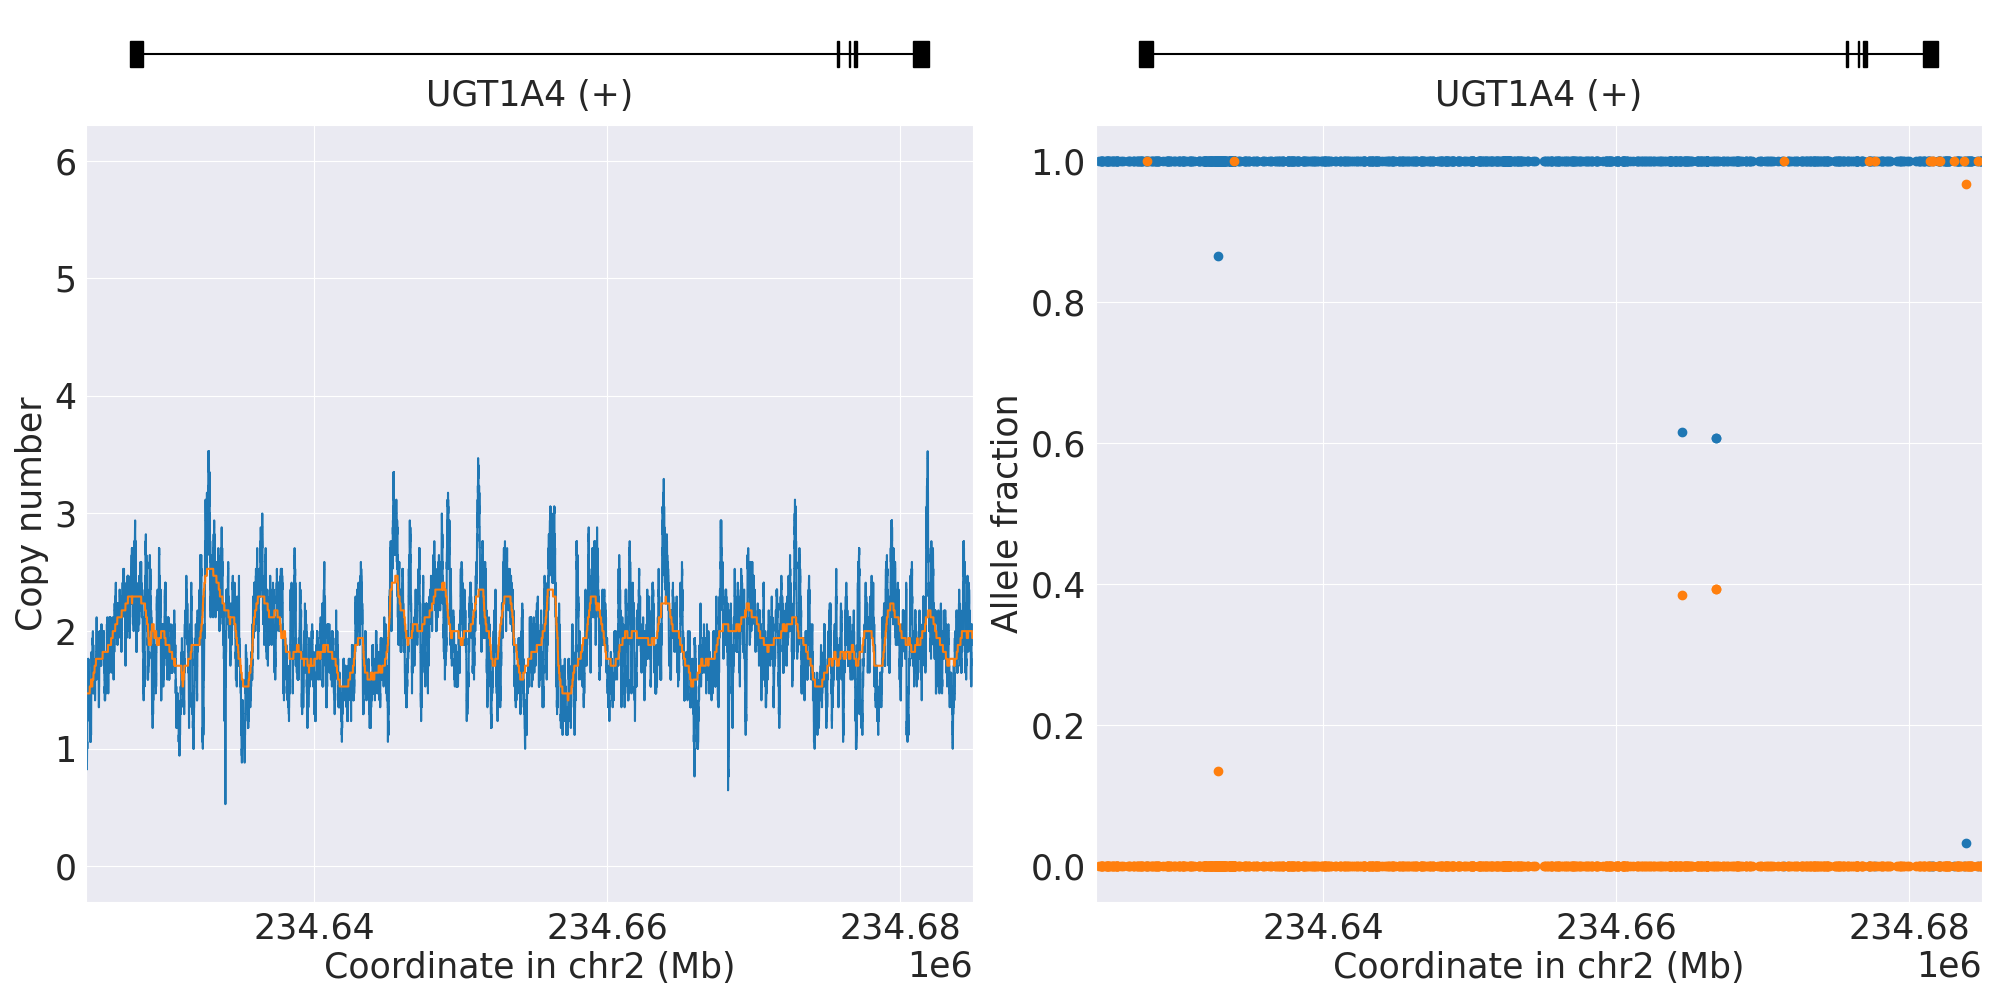 UGT1A4 (+)
UGT1A4 (+)
Copy number
6
5
4
3
2
1
0
234.64
234.66
234.68
1e6
Coordinate in chr2 (Mb)
Allele fraction
1.0
0.8
0.6
0.4
0.2
0.0
234.64
234.66
234.68
1e6
Coordinate in chr2 (Mb)